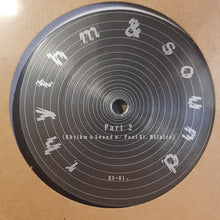 rhythm & sound
Part 2
(Rhythm & Sound w/ Paul St. Hilaire)
RS-01